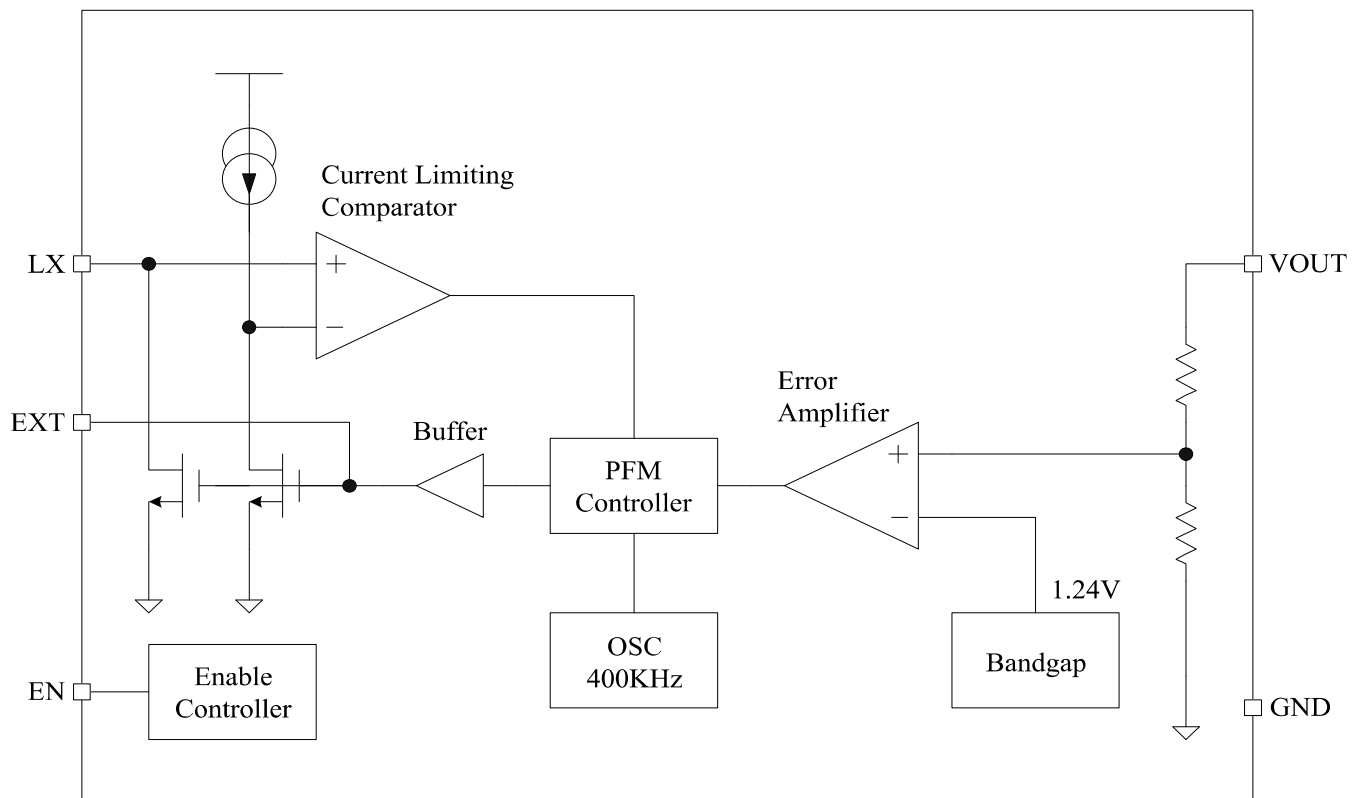 Current Limiting
Comparator
LX
+
−
VOUT
EXT
Buffer
Error
Amplifier
PFM
Controller
+
−
1.24V
OSC
400KHz
Bandgap
EN
Enable
Controller
GND